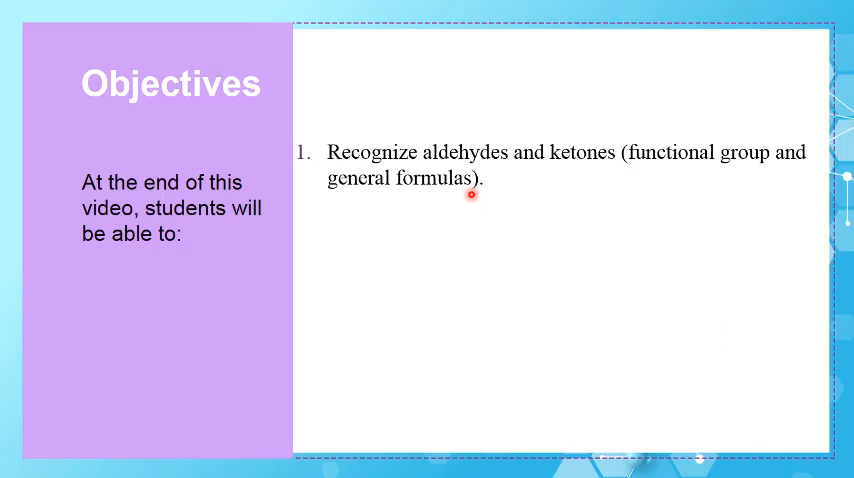 Objectives
At the end of this
video, students will
be able to:
1. Recognize aldehydes and ketones (functional group and
general formulas).